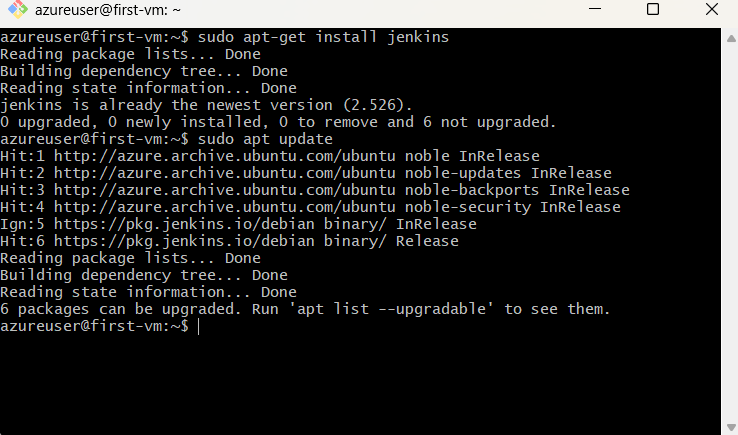 azureuser@first-vm: ~
azureuser@first-vm:~$ sudo apt-get install jenkins
Reading package lists... Done
Building dependency tree... Done
Reading state information... Done
jenkins is already the newest version (2.526).
0 upgraded, 0 newly installed, 0 to remove and 6 not upgraded.
azureuser@first-vm:~$ sudo apt update
Hit:1 http://azure.archive.ubuntu.com/ubuntu noble InRelease
Hit:2 http://azure.archive.ubuntu.com/ubuntu noble-updates InRelease
Hit:3 http://azure.archive.ubuntu.com/ubuntu noble-backports InRelease
Hit:4 http://azure.archive.ubuntu.com/ubuntu noble-security InRelease
Ign:5 https://pkg.jenkins.io/debian binary/ InRelease
Hit:6 https://pkg.jenkins.io/debian binary/ Release
Reading package lists... Done
Building dependency tree... Done
Reading state information... Done
6 packages can be upgraded. Run 'apt list --upgradable' to see them.
azureuser@first-vm:~$